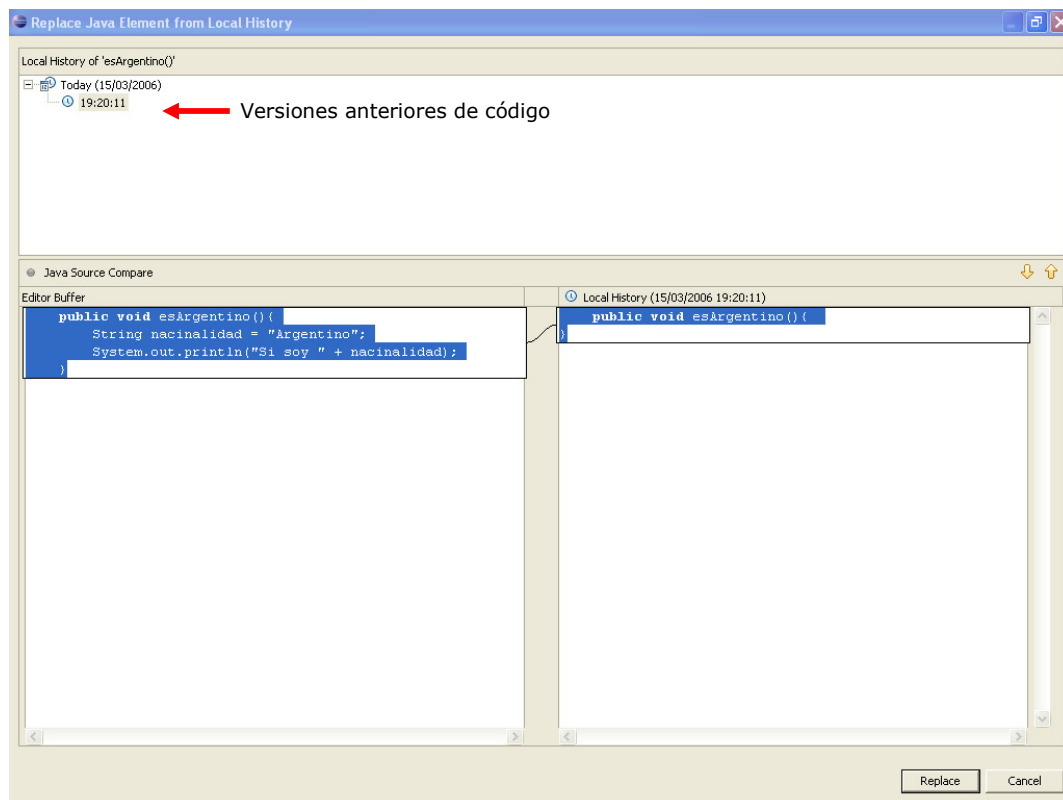 Replace Java Element from Local History
Local History of 'esArgentino()'
Today (15/03/2006)
19:20:11
Versiones anteriores de código
Java Source Compare
Editor Buffer
Local History (15/03/2006 19:20:11)
public void esArgentino(){
String nacinalidad = "Argentino";
System.out.println("Si soy " + nacinalidad);
}
public void esArgentino(){
}
Replace
Cancel